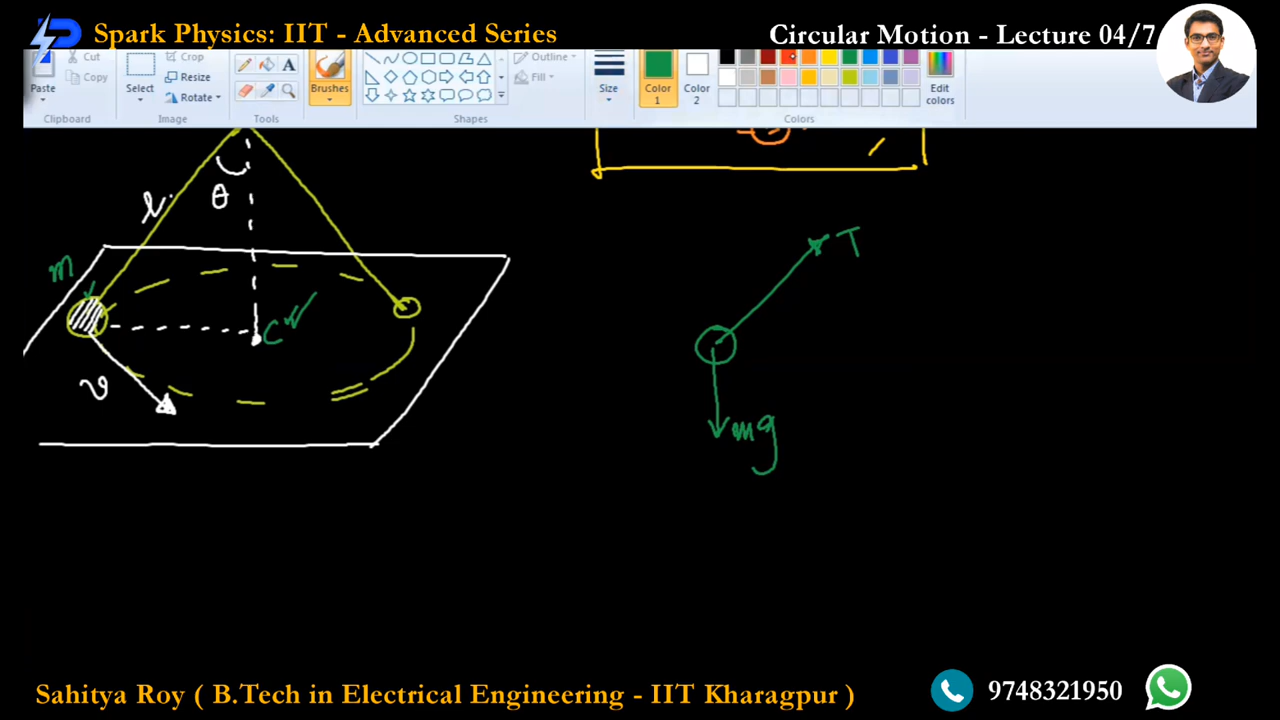 Spark Physics: IIT - Advanced Series
Circular Motion - Lecture 04/7
Paste
Cut
Copy
Clipboard
Select
Crop
Resize
Rotate
Image
A
Tools
Brushes
Shapes
Outline
Fill
Size
Color 1
Color 2
Colors
Edit colors
θ
l
m
C
v
T
mg
Sahitya Roy ( B.Tech in Electrical Engineering - IIT Kharagpur )
9748321950